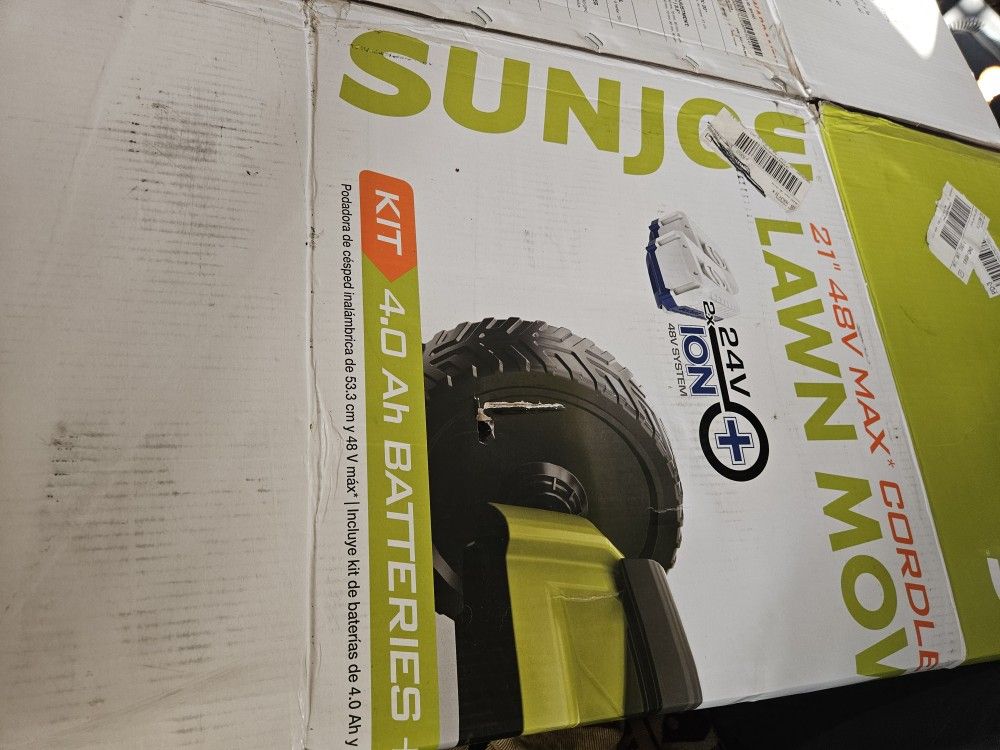 SUNJOE
21" 48V MAX* CORDLE
LAWN MOV
2x 24V
ION+
48V SYSTEM
KIT 4.0 Ah BATTERIES +
Podadora de césped inalámbrica de 53.3 cm y 48 V máx* | Incluye kit de baterías de 4.0 Ah y